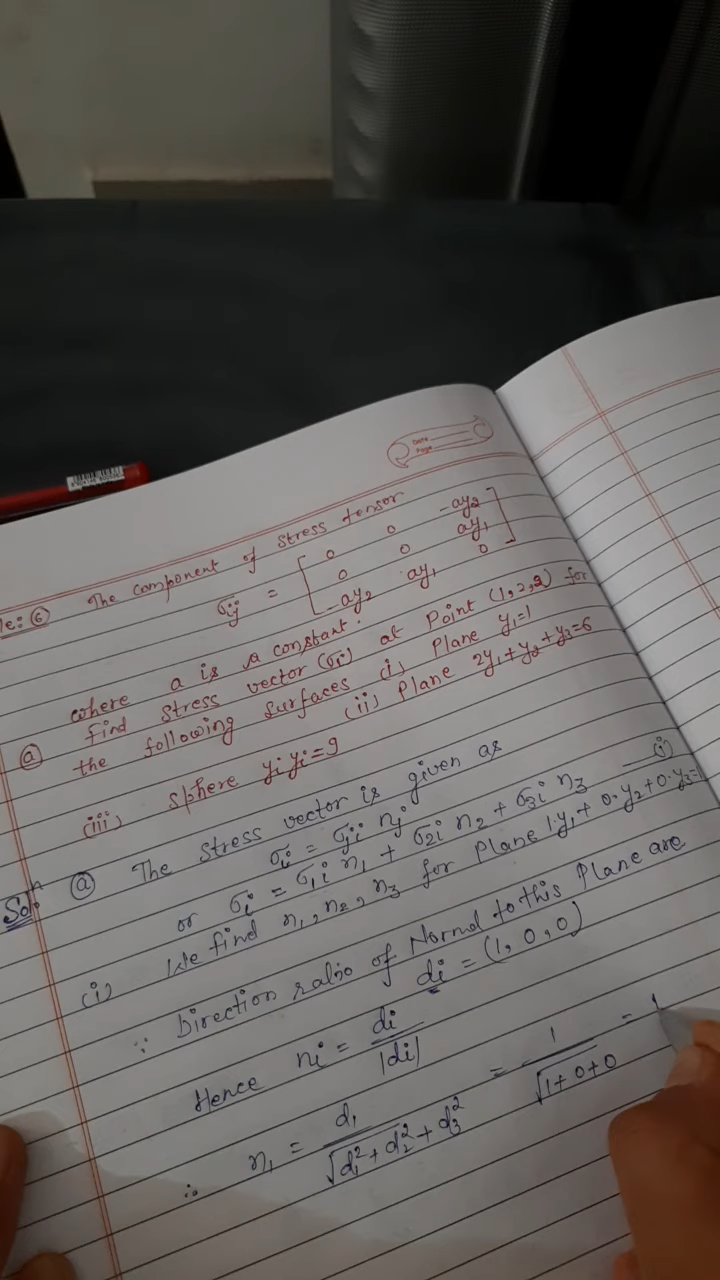 Date
Page
le: ⑥ The component of stress tensor
σij = [ 0 0 -ay₂
0 0 ay₁
-ay₂ ay₁ 0 ]
where a is a constant.
ⓐ find stress vector (σi) at Point (1,2,2) for
the following surfaces (i) Plane y₁=1
(ii) Plane 2y₁+y₂+y₃=6
(iii) sphere yi yi=9
Solⁿ: ⓐ The stress vector is given as
σi = σji nj
or σi = σ1i n1 + σ2i n2 + σ3i n3 — (i)
(i) We find n1, n2, n3 for Plane 1·y₁+0·y₂+0·y₃=1
∵ Direction ratio of Normal to this Plane are
di = (1, 0, 0)
Hence ni = di/|di|
∴ n1 = d1/√d1²+d2²+d3² = 1/√1+0+0 = 1